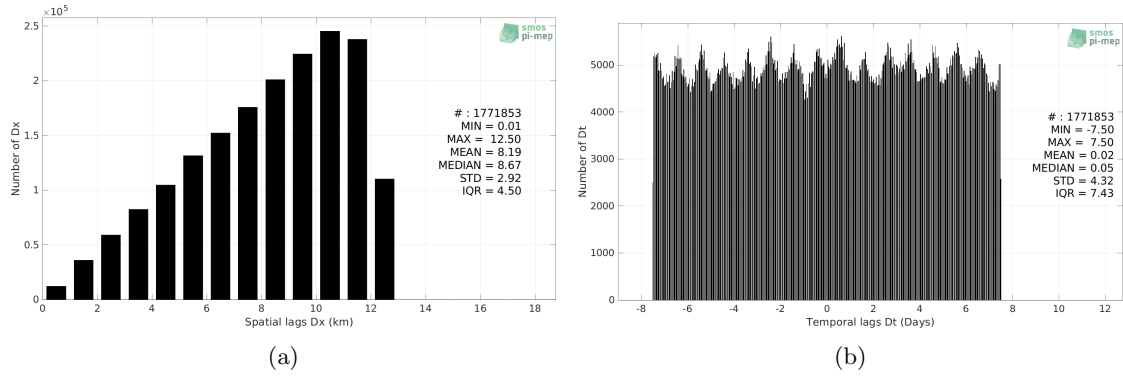 2.5
×10^5
smos
pi-mep
2
1.5
1
0.5
0
Number of Dx
# : 1771853
MIN = 0.01
MAX = 12.50
MEAN = 8.19
MEDIAN = 8.67
STD = 2.92
IQR = 4.50
0 2 4 6 8 10 12 14 16 18
Spatial lags Dx (km)
(a)
smos
pi-mep
5000
4000
3000
2000
1000
0
Number of Dt
# : 1771853
MIN = -7.50
MAX = 7.50
MEAN = 0.02
MEDIAN = 0.05
STD = 4.32
IQR = 7.43
-8 -6 -4 -2 0 2 4 6 8 10 12
Temporal lags Dt (Days)
(b)